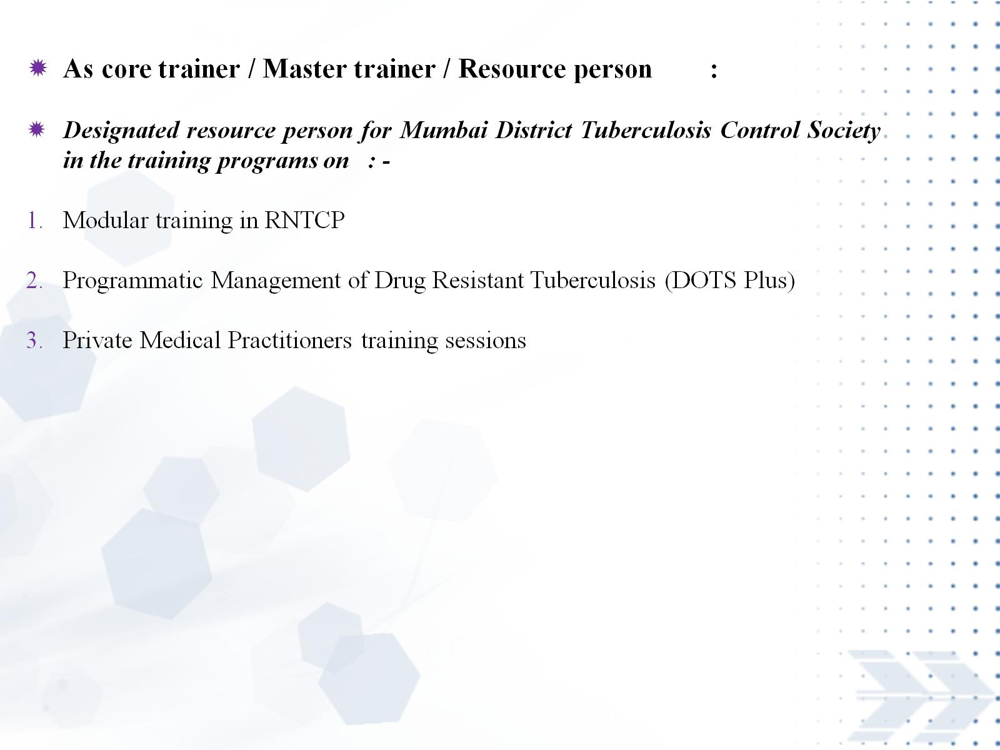 As core trainer / Master trainer / Resource person :
Designated resource person for Mumbai District Tuberculosis Control Society
in the training programs on : -
1. Modular training in RNTCP
2. Programmatic Management of Drug Resistant Tuberculosis (DOTS Plus)
3. Private Medical Practitioners training sessions